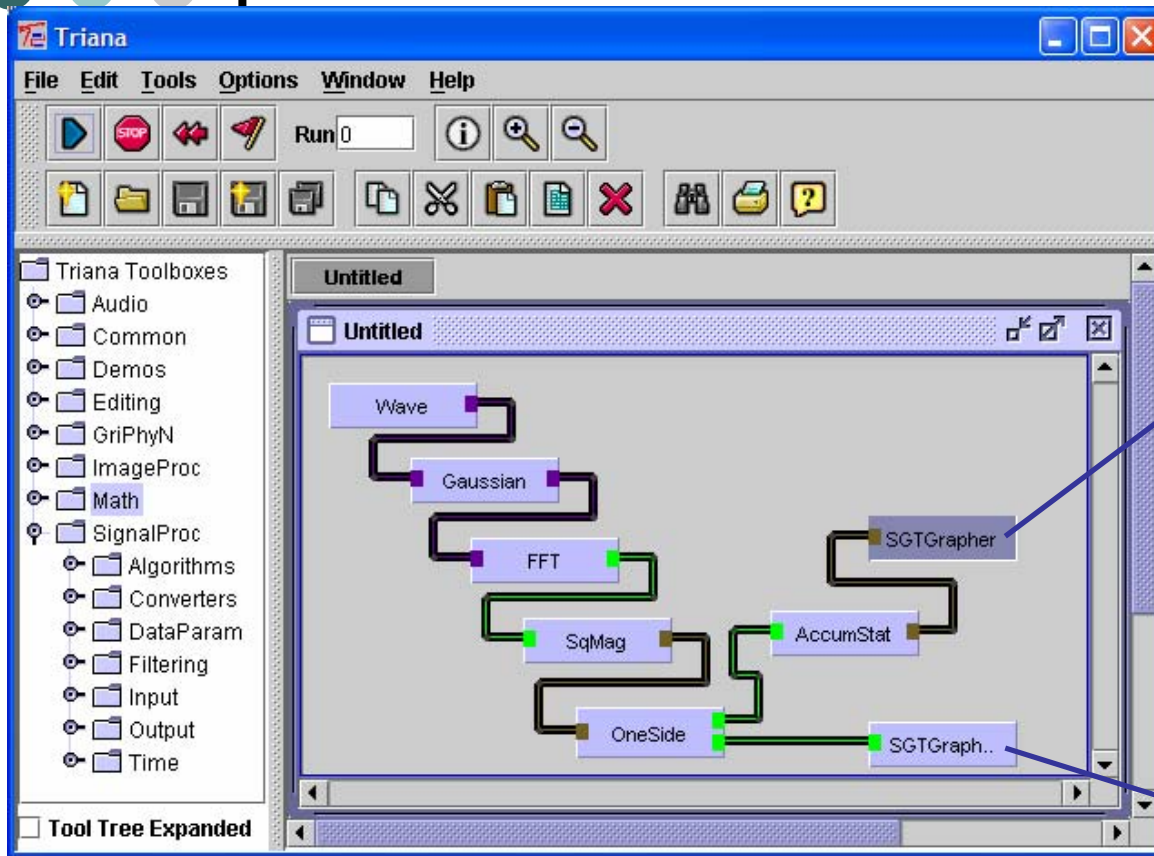 Triana
File Edit Tools Options Window Help
STOP Run 0
Triana Toolboxes
Audio
Common
Demos
Editing
GriPhyN
ImageProc
Math
SignalProc
Algorithms
Converters
DataParam
Filtering
Input
Output
Time
Tool Tree Expanded
Untitled
Untitled
Wave
Gaussian
FFT
SqMag
OneSide
AccumStat
SGTGrapher
SGTGraph..